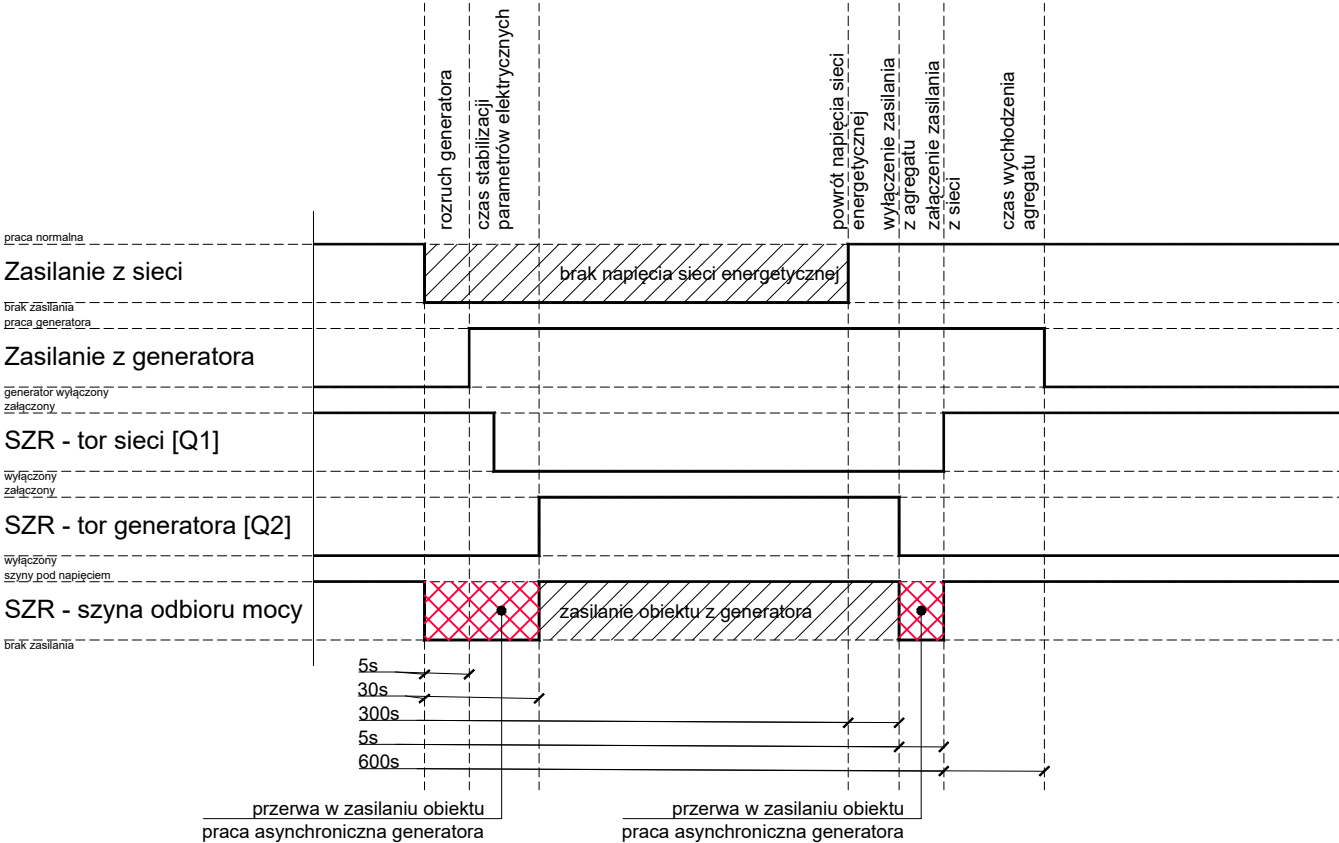 rozruch generatora
czas stabilizacji
parametrów elektrycznych
powrót napięcia sieci
energetycznej
wyłączenie zasilania
z agregatu
załączenie zasilania
z sieci
czas wychłodzenia
agregatu
praca normalna
Zasilanie z sieci
brak napięcia sieci energetycznej
brak zasilania
praca generatora
Zasilanie z generatora
generator wyłączony
załączony
SZR - tor sieci [Q1]
wyłączony
załączony
SZR - tor generatora [Q2]
wyłączony
szyny pod napięciem
SZR - szyna odbioru mocy
zasilanie obiektu z generatora
brak zasilania
5s
30s
300s
5s
600s
przerwa w zasilaniu obiektu
praca asynchroniczna generatora
przerwa w zasilaniu obiektu
praca asynchroniczna generatora